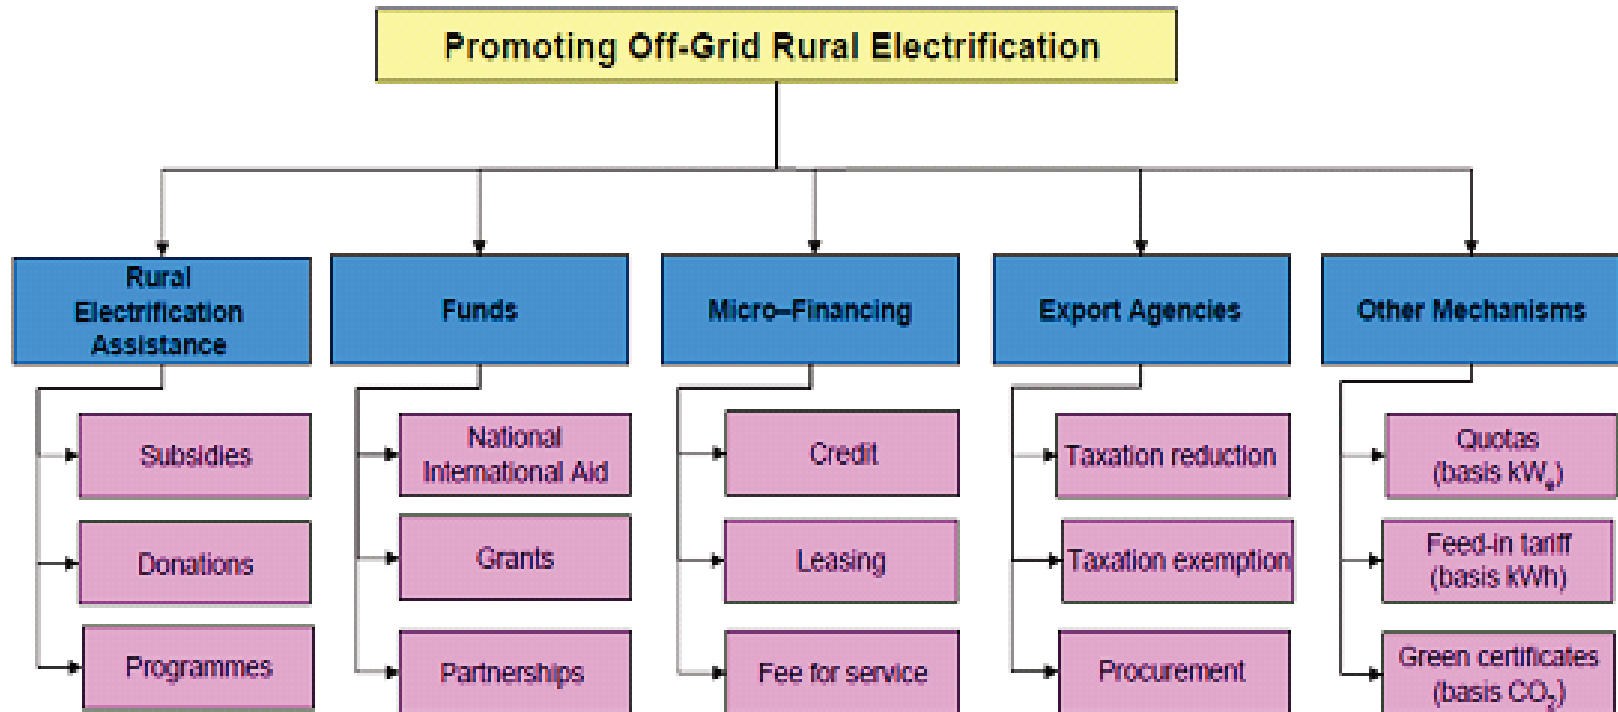 Promoting Off-Grid Rural Electrification
Rural
Electrification
Assistance
Funds
Micro–Financing
Export Agencies
Other Mechanisms
Subsidies
National
International Aid
Credit
Taxation reduction
Quotas
(basis kWₑ)
Donations
Grants
Leasing
Taxation exemption
Feed-in tariff
(basis kWh)
Programmes
Partnerships
Fee for service
Procurement
Green certificates
(basis CO₂)